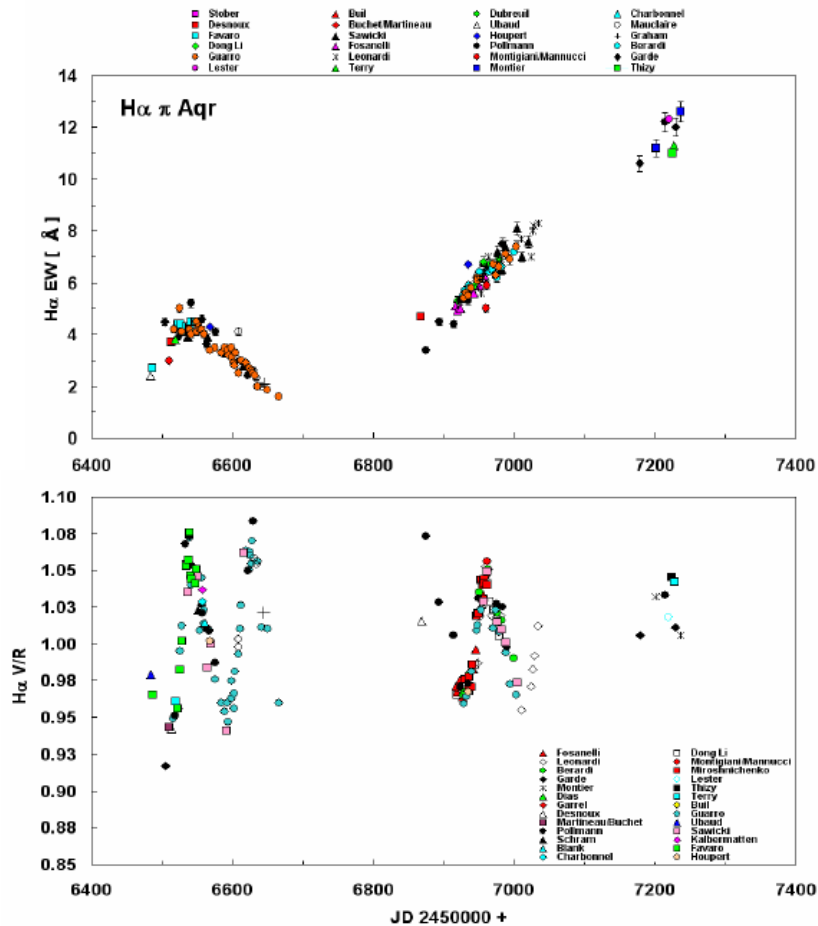 Stober Buil Dubreuil Charbonnel
Desnoux Buchet/Martineau Ubaud Mauclaire
Favaro Sawicki Houpert Graham
Dong Li Fosanelli Pollmann Berardi
Guarro Leonardi Montigiani/Mannucci Garde
Lester Terry Montier Thizy
14
Hα π Aqr
12
10
8
Hα EW [ Å ]
6
4
2
0
6400 6600 6800 7000 7200 7400
1.10
1.08
1.05
1.03
1.00
Hα V/R
0.98
0.95
0.93
0.90
0.88
0.85
Fosanelli Dong Li
Leonardi Montigiani/Mannucci
Berardi Miroshnichenko
Garde Lester
Montier Thizy
Dias Terry
Garrel Buil
Desnoux Guarro
Martineau/Buchet Ubaud
Pollmann Sawicki
Schram Kalbermatten
Blank Favaro
Charbonnel Houpert
6400 6600 6800 7000 7200 7400
JD 2450000 +